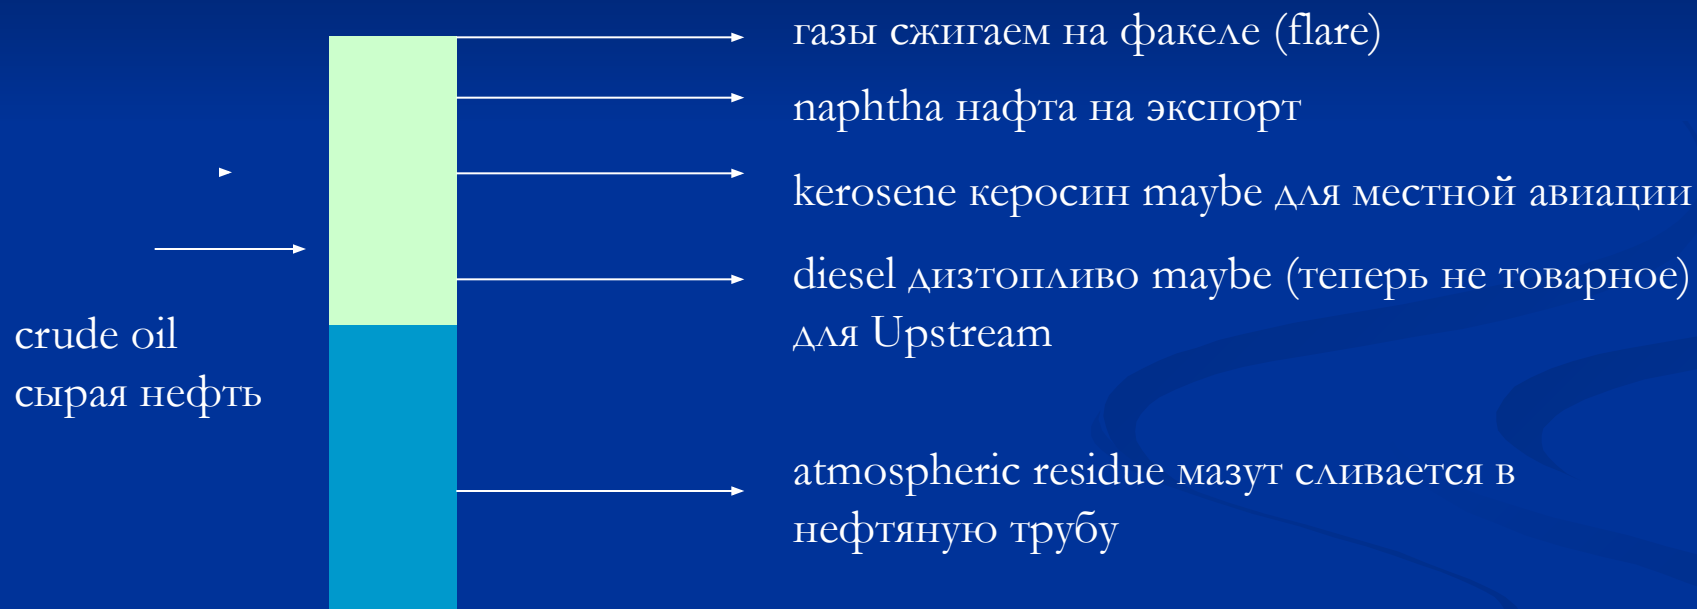 газы сжигаем на факеле (flare)
naphtha нафта на экспорт
kerosene керосин maybe для местной авиации
diesel дизтопливо maybe (теперь не товарное)
для Upstream
crude oil
сырая нефть
atmospheric residue мазут сливается в
нефтяную трубу